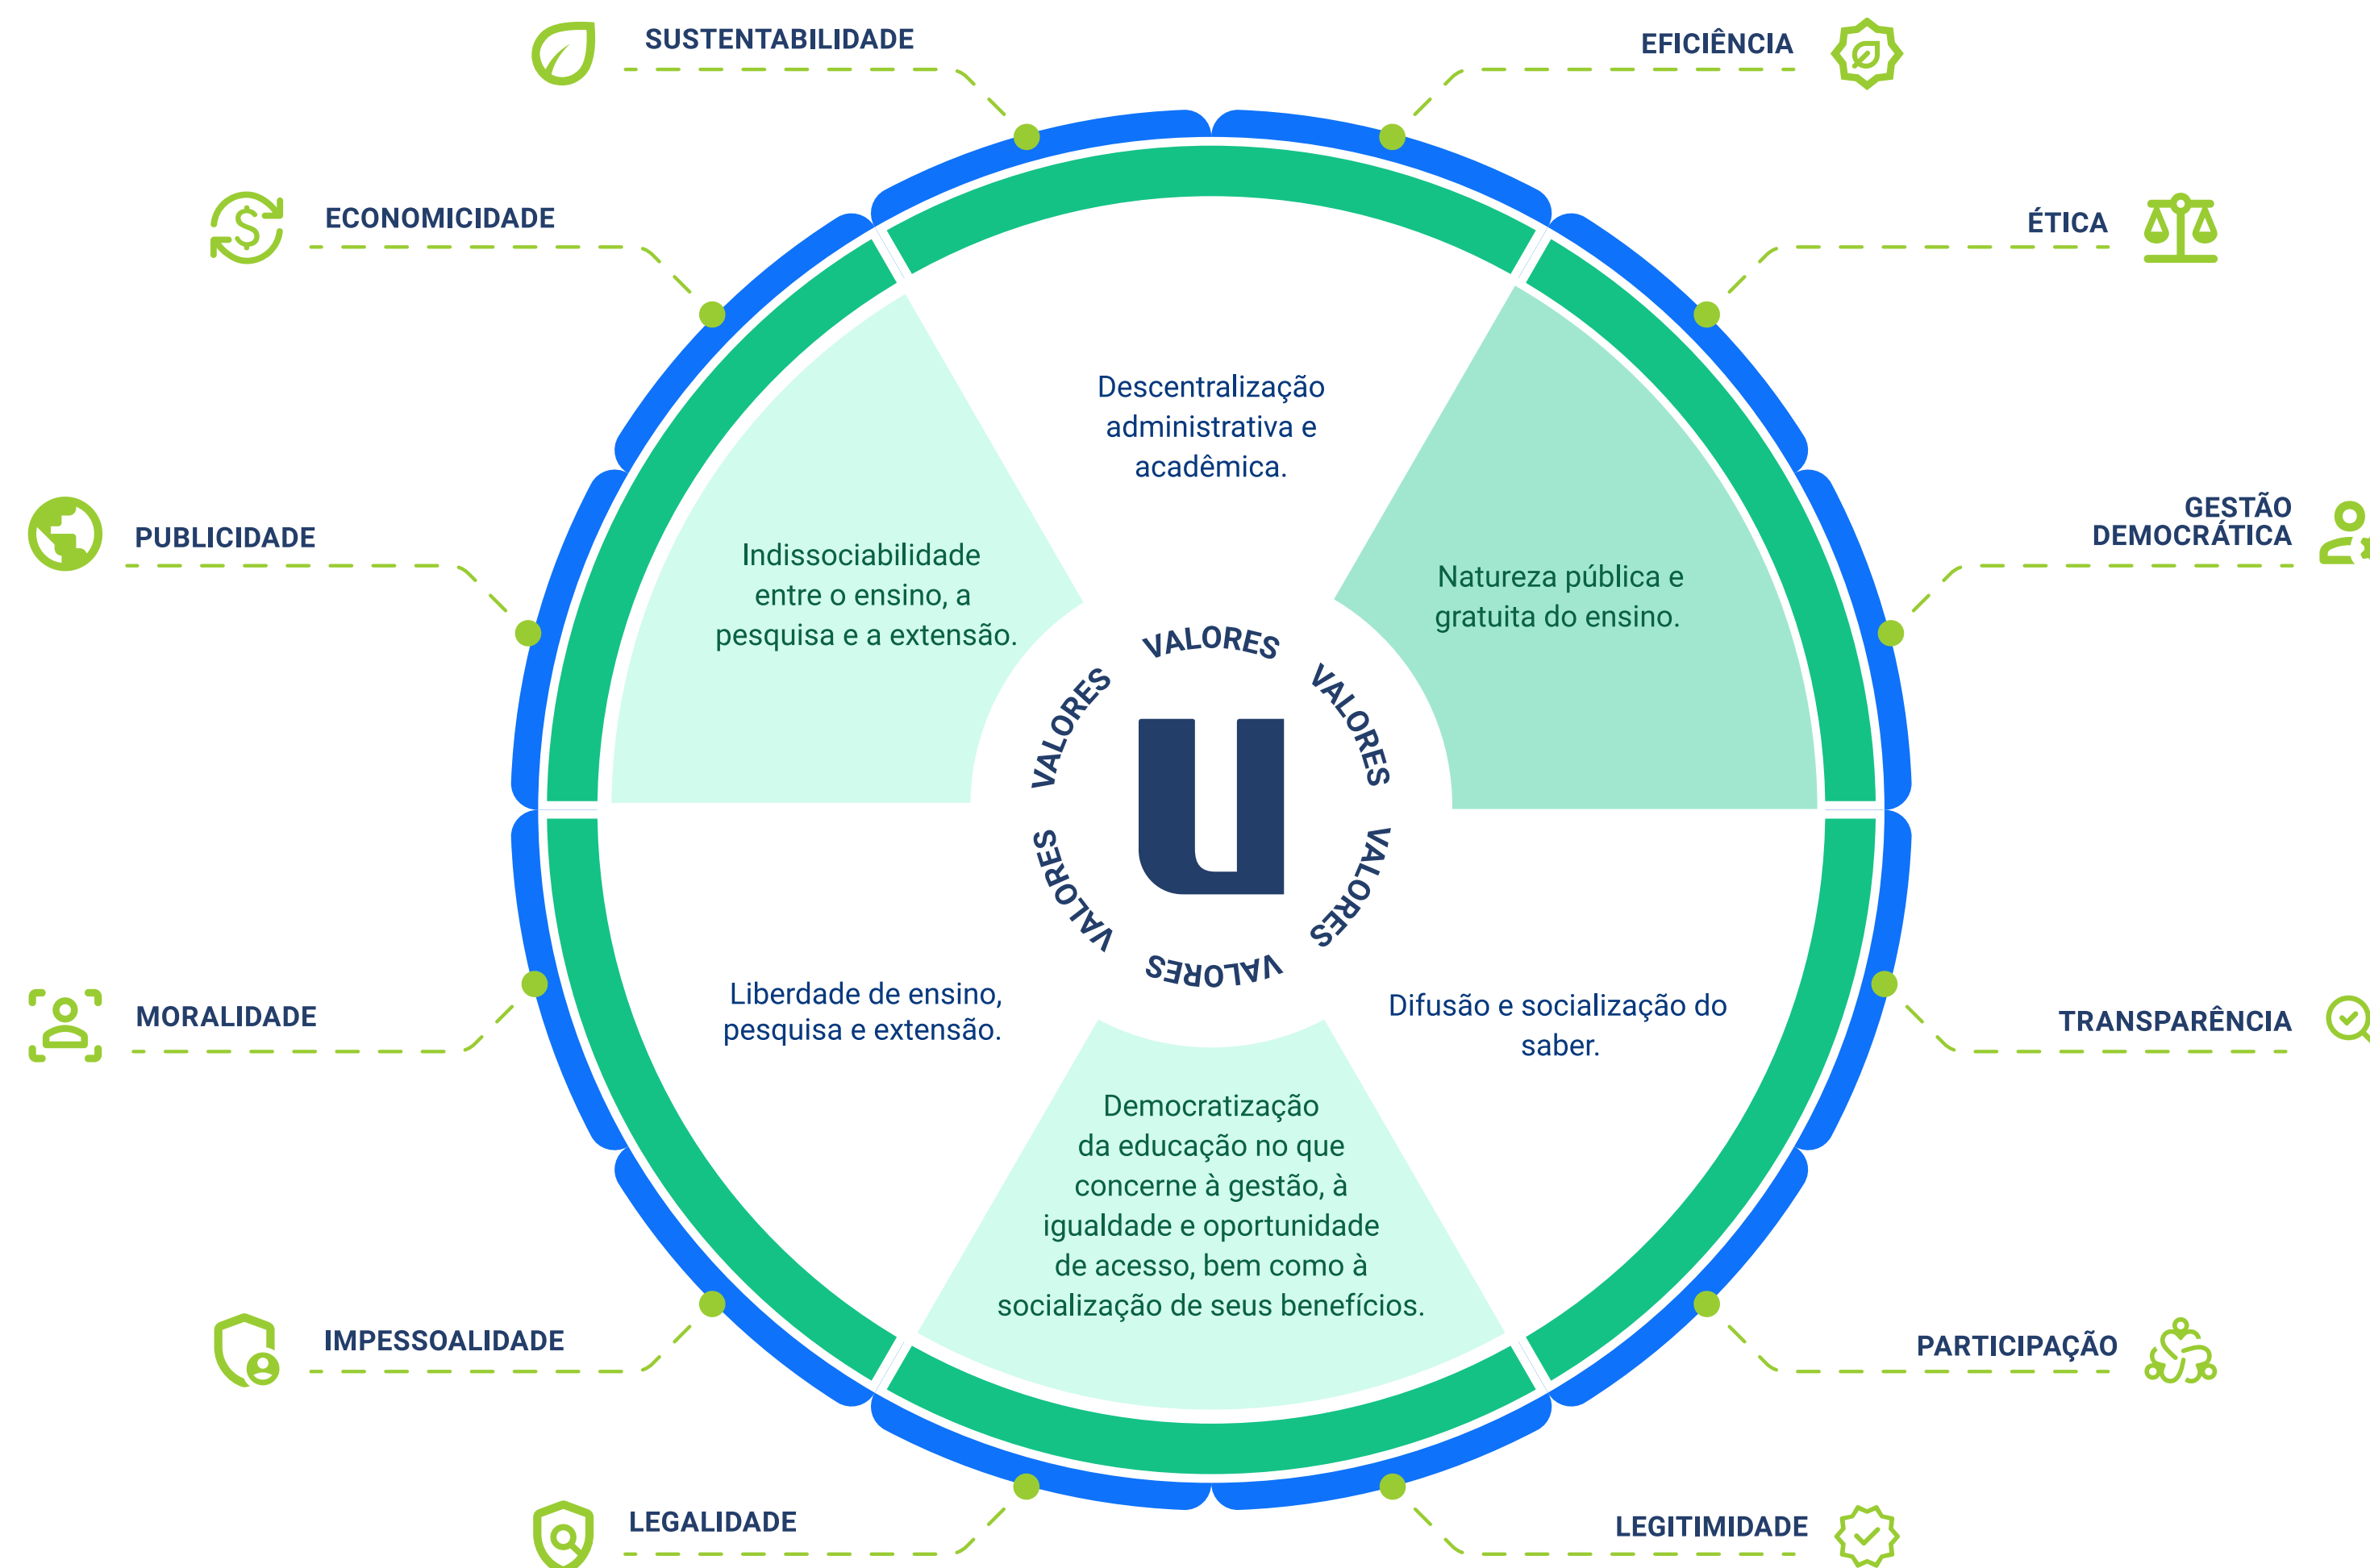 SUSTENTABILIDADE
EFICIÊNCIA
ECONOMICIDADE
ÉTICA
PUBLICIDADE
GESTÃO
DEMOCRÁTICA
Descentralização
administrativa e
acadêmica.
Indissociabilidade
entre o ensino, a
pesquisa e a extensão.
Natureza pública e
gratuita do ensino.
VALORES
VALORES
VALORES
VALORES
VALORES
VALORES
u
Liberdade de ensino,
pesquisa e extensão.
Difusão e socialização do
saber.
Democratização
da educação no que
concerne à gestão, à
igualdade e oportunidade
de acesso, bem como à
socialização de seus benefícios.
MORALIDADE
TRANSPARÊNCIA
IMPESSOALIDADE
PARTICIPAÇÃO
LEGALIDADE
LEGITIMIDADE